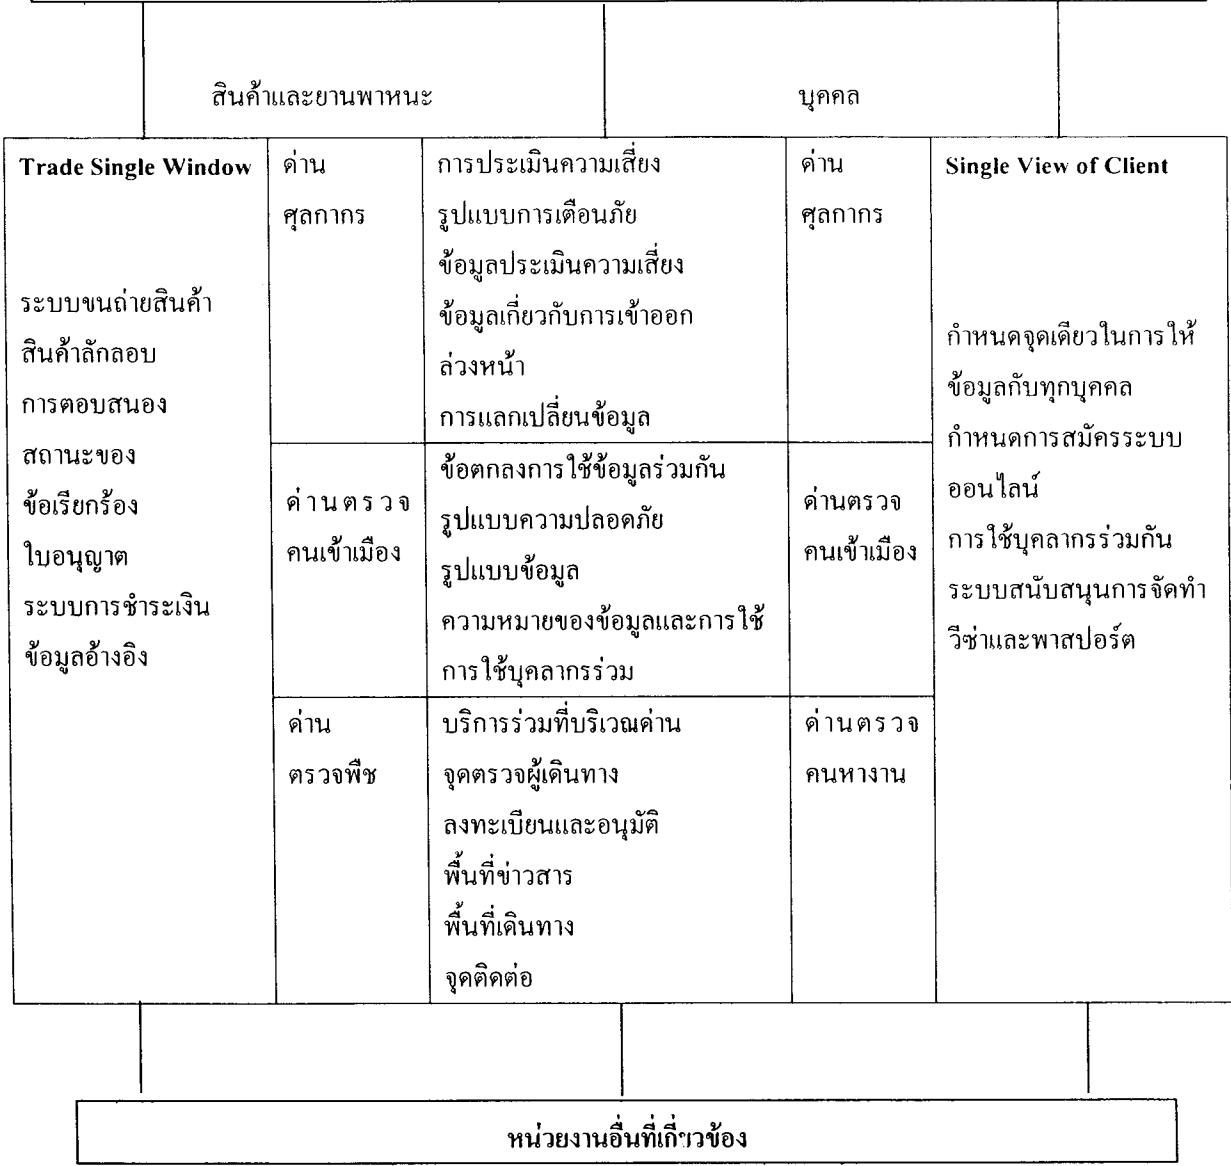 สินค้าและยานพาหนะ
บุคคล
Trade Single Window
ระบบขนถ่ายสินค้า
สินค้าลักลอบ
การตอบสนอง
สถานะของ
ข้อเรียกร้อง
ใบอนุญาต
ระบบการชำระเงิน
ข้อมูลอ้างอิง
ด่าน
ศุลกากร
การประเมินความเสี่ยง
รูปแบบการเตือนภัย
ข้อมูลประเมินความเสี่ยง
ข้อมูลเกี่ยวกับการเข้าออก
ล่วงหน้า
การแลกเปลี่ยนข้อมูล
ด่าน
ศุลกากร
ด่านตรวจ
คนเข้าเมือง
ข้อตกลงการใช้ข้อมูลร่วมกัน
รูปแบบความปลอดภัย
รูปแบบข้อมูล
ความหมายของข้อมูลและการใช้
การใช้บุคลากรร่วม
ด่านตรวจ
คนเข้าเมือง
ด่าน
ตรวจพืช
บริการร่วมที่บริเวณด่าน
จุดตรวจผู้เดินทาง
ลงทะเบียนและอนุมัติ
พื้นที่ข่าวสาร
พื้นที่เดินทาง
จุดติดต่อ
ด่านตรวจ
คนหางาน
Single View of Client
กำหนดจุดเดียวในการให้
ข้อมูลกับทุกบุคคล
กำหนดการสมัครระบบ
ออนไลน์
การใช้บุคลากรร่วมกัน
ระบบสนับสนุนการจัดทำ
วีซ่าและพาสปอร์ต
หน่วยงานอื่นที่เกี่ยวข้อง